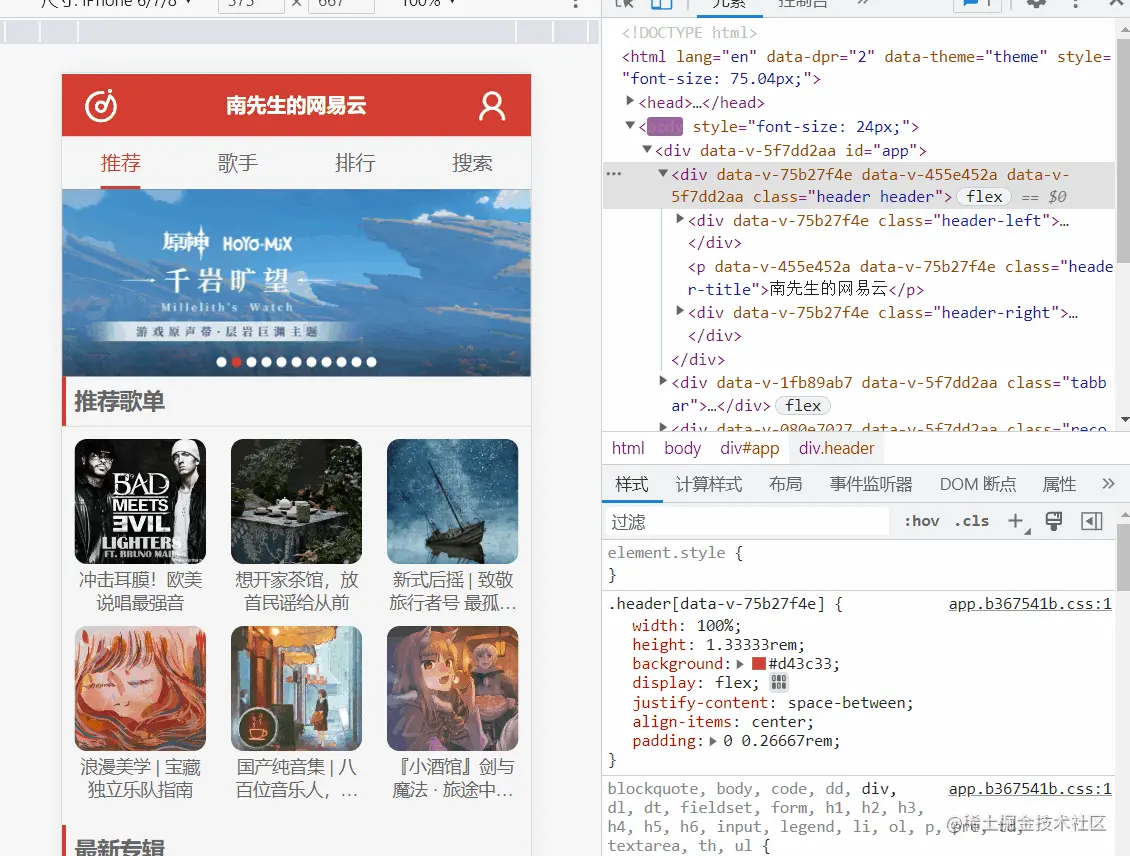 尺寸: iPhone 6/7/8 ▼ 375 × 667 100% ▼
南先生的网易云
推荐 歌手 排行 搜索
原神 HOYO-MiX
千岩旷望
Millelith's Watch
游戏原声带·层岩巨渊主题
推荐歌单
BAD
MEETS
EVIL
LIGHTERS
FT. BRUNO MARS
冲击耳膜！欧美
说唱最强音
想开家茶馆，放
首民谣给从前
新式后摇 | 致敬
旅行者号 最孤…
浪漫美学 | 宝藏
独立乐队指南
国产纯音集 | 八
百位音乐人，…
『小酒馆』剑与
魔法 · 旅途中…
最新专辑
元素 控制台 » 1
<!DOCTYPE html>
<html lang="en" data-dpr="2" data-theme="theme" style=
"font-size: 75.04px;">
<head>…</head>
<body style="font-size: 24px;">
<div data-v-5f7dd2aa id="app">
<div data-v-75b27f4e data-v-455e452a data-v-
5f7dd2aa class="header header"> flex == $0
<div data-v-75b27f4e class="header-left">…
</div>
<p data-v-455e452a data-v-75b27f4e class="heade
r-title">南先生的网易云</p>
<div data-v-75b27f4e class="header-right">…
</div>
</div>
<div data-v-1fb89ab7 data-v-5f7dd2aa class="tabb
ar">…</div> flex
<div data-v-080e7027 data-v-5f7dd2aa class="reco
html body div#app div.header
样式 计算样式 布局 事件监听器 DOM 断点 属性 »
过滤 :hov .cls +
element.style {
}
.header[data-v-75b27f4e] { app.b367541b.css:1
width: 100%;
height: 1.33333rem;
background: #d43c33;
display: flex;
justify-content: space-between;
align-items: center;
padding: 0 0.26667rem;
}
blockquote, body, code, dd, div, app.b367541b.css:1
dl, dt, fieldset, form, h1, h2, h3,
h4, h5, h6, input, legend, li, ol, p, pre, td,
textarea, th, ul {
@稀土掘金技术社区